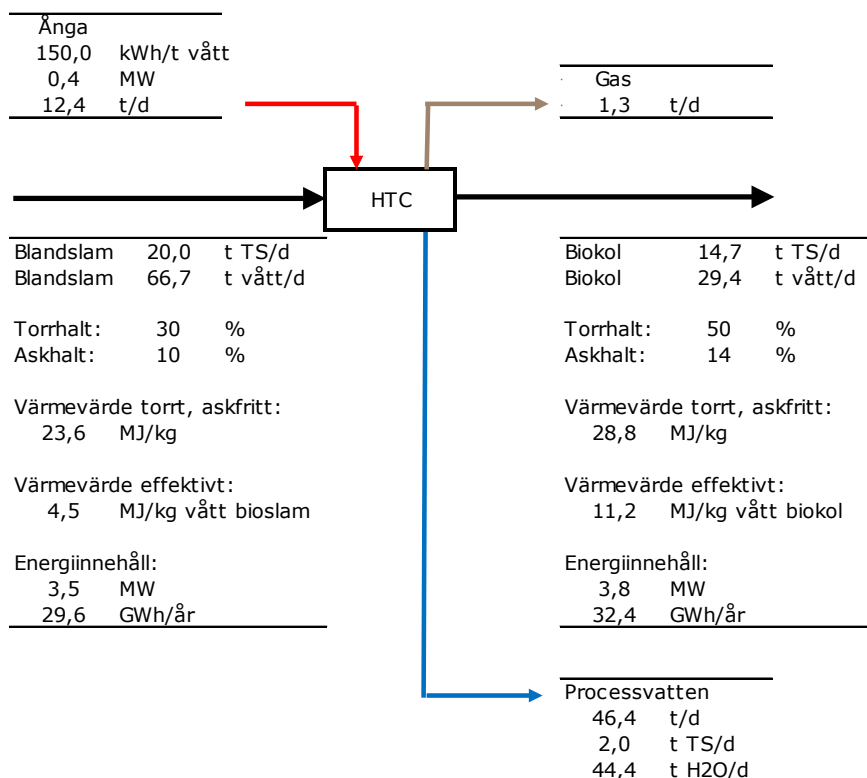 Ånga
150,0 kWh/t vått
0,4 MW
12,4 t/d
Gas
1,3 t/d
HTC
Blandslam 20,0 t TS/d
Blandslam 66,7 t vått/d
Torrhalt: 30 %
Askhalt: 10 %
Värmevärde torrt, askfritt:
23,6 MJ/kg
Värmevärde effektivt:
4,5 MJ/kg vått bioslam
Energiinnehåll:
3,5 MW
29,6 GWh/år
Biokol 14,7 t TS/d
Biokol 29,4 t vått/d
Torrhalt: 50 %
Askhalt: 14 %
Värmevärde torrt, askfritt:
28,8 MJ/kg
Värmevärde effektivt:
11,2 MJ/kg vått biokol
Energiinnehåll:
3,8 MW
32,4 GWh/år
Processvatten
46,4 t/d
2,0 t TS/d
44,4 t H2O/d